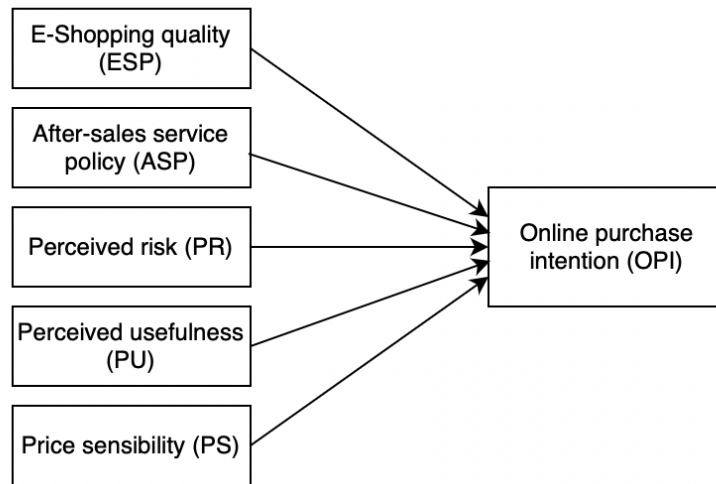 E-Shopping quality
(ESP)
After-sales service
policy (ASP)
Perceived risk (PR)
Perceived usefulness
(PU)
Price sensibility (PS)
Online purchase
intention (OPI)